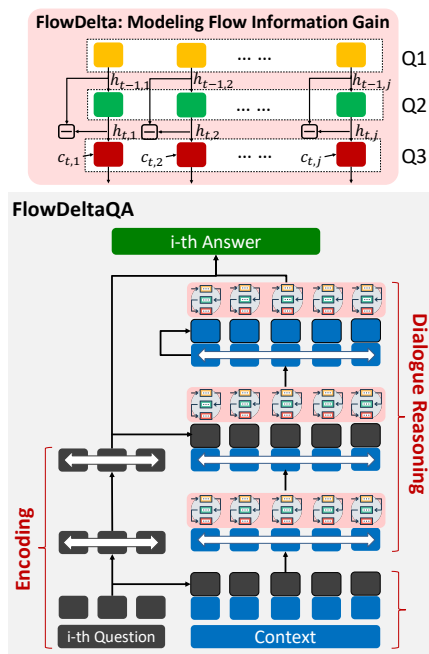 FlowDelta: Modeling Flow Information Gain
... ...
Q1
h_{t-1,1} h_{t-1,2} h_{t-1,j}
... ...
Q2
h_{t,1} h_{t,2} h_{t,j}
c_{t,1} c_{t,2} ... ... c_{t,j}
Q3
FlowDeltaQA
i-th Answer
Dialogue Reasoning
Encoding
i-th Question
Context